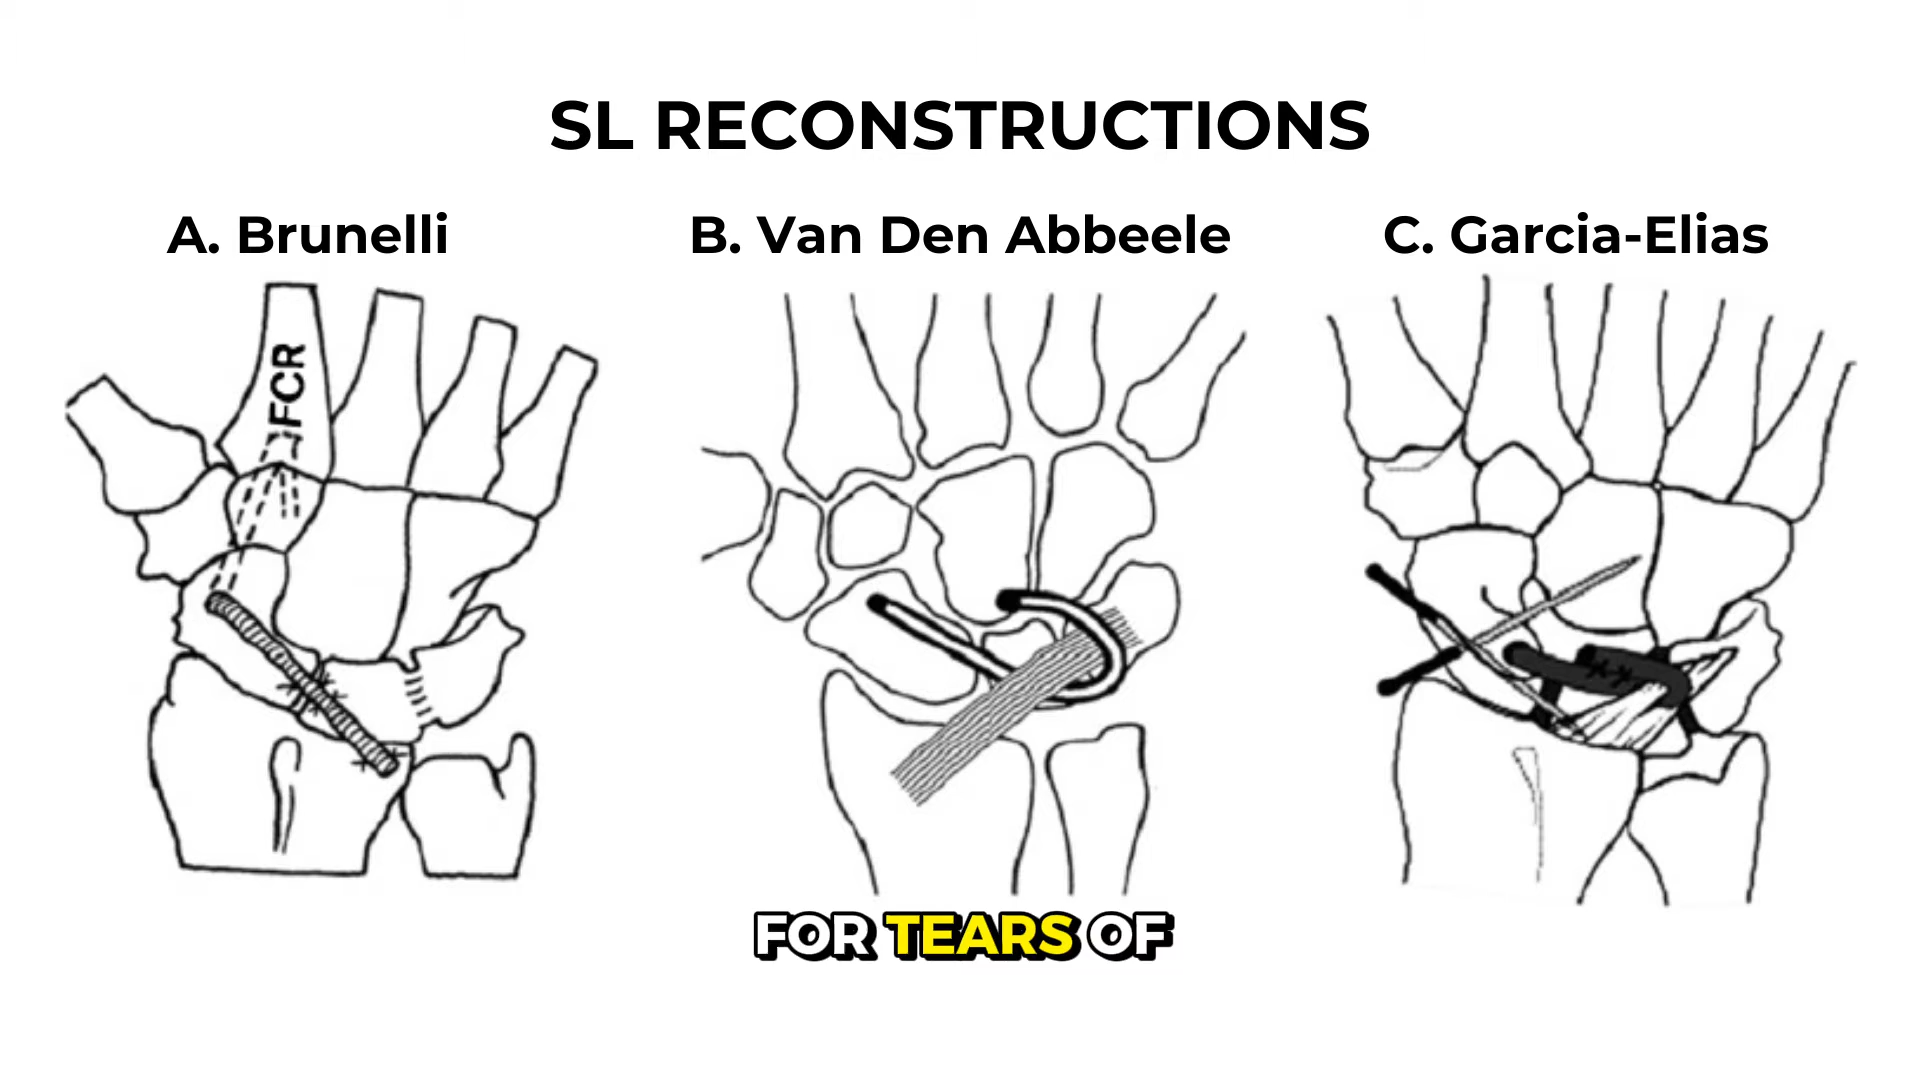 SL RECONSTRUCTIONS
A. Brunelli
B. Van Den Abbeele
C. Garcia-Elias
FCR
FOR TEARS OF